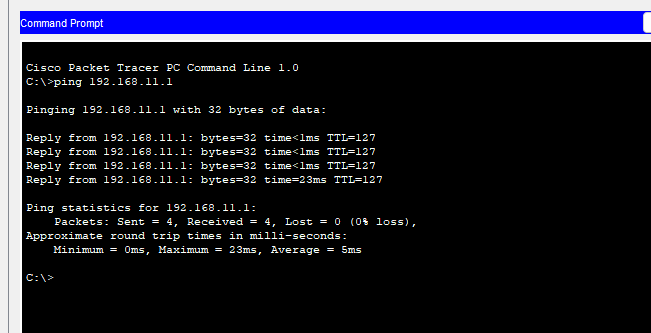 Command Prompt
Cisco Packet Tracer PC Command Line 1.0
C:\>ping 192.168.11.1
Pinging 192.168.11.1 with 32 bytes of data:
Reply from 192.168.11.1: bytes=32 time<1ms TTL=127
Reply from 192.168.11.1: bytes=32 time<1ms TTL=127
Reply from 192.168.11.1: bytes=32 time<1ms TTL=127
Reply from 192.168.11.1: bytes=32 time=23ms TTL=127
Ping statistics for 192.168.11.1:
    Packets: Sent = 4, Received = 4, Lost = 0 (0% loss),
Approximate round trip times in milli-seconds:
    Minimum = 0ms, Maximum = 23ms, Average = 5ms
C:\>